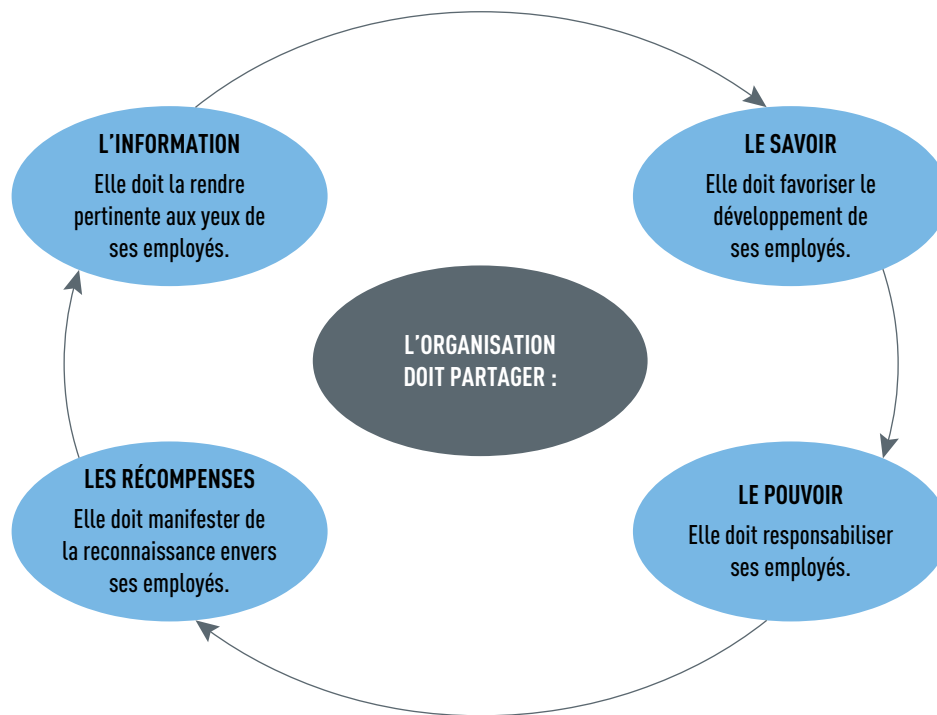 L'INFORMATION
Elle doit la rendre
pertinente aux yeux de
ses employés.
LE SAVOIR
Elle doit favoriser le
développement de
ses employés.
L'ORGANISATION
DOIT PARTAGER :
LES RÉCOMPENSES
Elle doit manifester de
la reconnaissance envers
ses employés.
LE POUVOIR
Elle doit responsabiliser
ses employés.